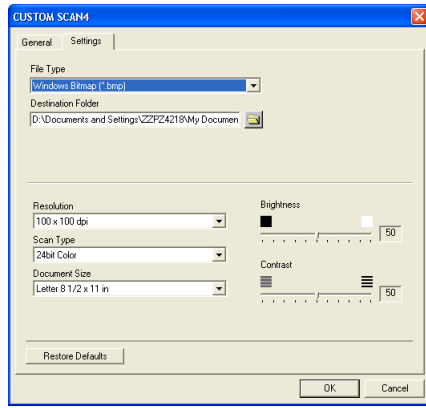 CUSTOM SCAN4
General Settings
File Type
Windows Bitmap (*.bmp)
Destination Folder
D:\Documents and Settings\ZZPZ4218\My Documen
Resolution
100 x 100 dpi
Scan Type
24bit Color
Document Size
Letter 8 1/2 x 11 in
Brightness
50
Contrast
50
Restore Defaults
OK Cancel